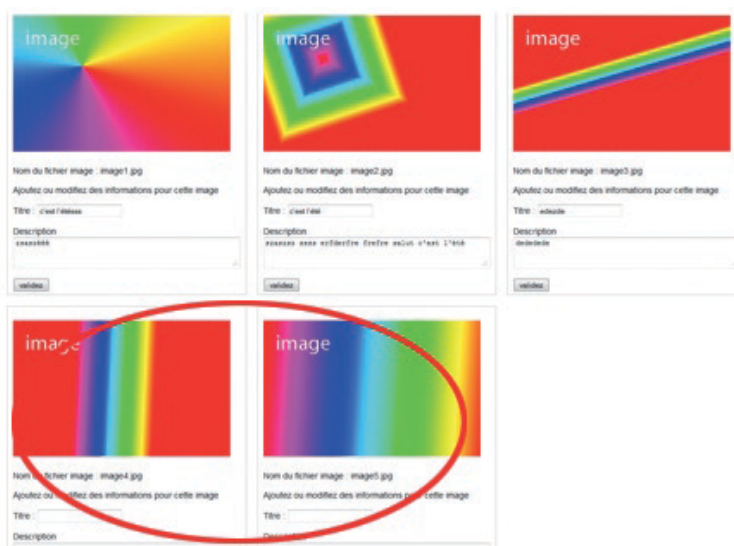 image
image
image
Nom du fichier image : image1.jpg
Nom du fichier image : image2.jpg
Nom du fichier image : image3.jpg
Ajoutez ou modifiez des informations pour cette image
Ajoutez ou modifiez des informations pour cette image
Ajoutez ou modifiez des informations pour cette image
Titre :
Titre : c'est l'été
Titre :
Description
Description
Description
salut c'est l'été
dededede
validez
validez
validez
image
image
Nom du fichier image : image4.jpg
Nom du fichier image : image5.jpg
Ajoutez ou modifiez des informations pour cette image
Ajoutez ou modifiez des informations pour cette image
Titre :
Titre :
Description
Description